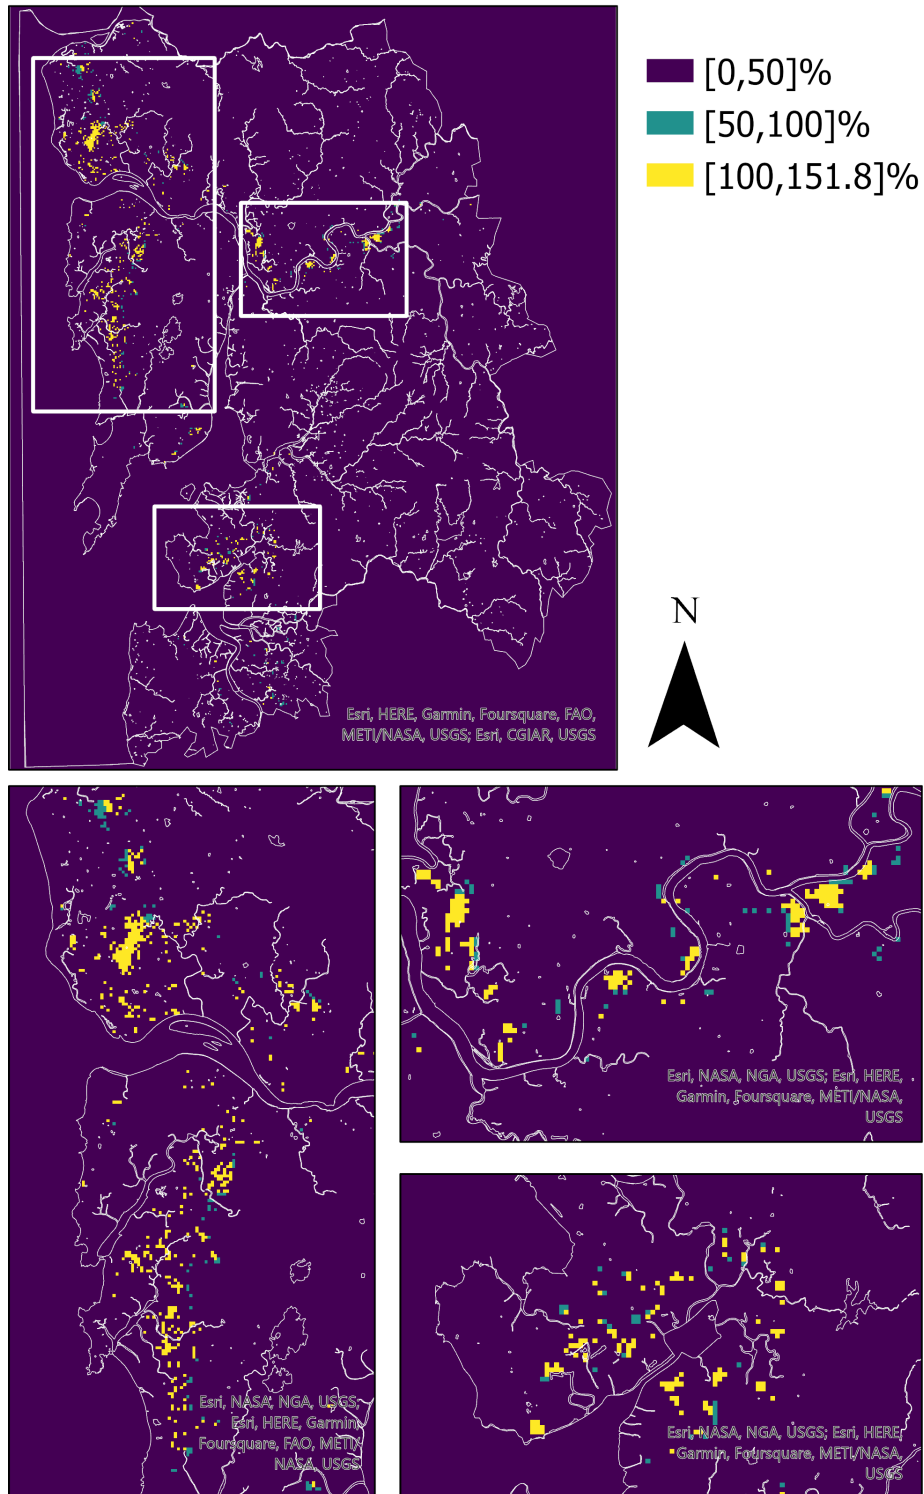 [0,50]%
[50,100]%
[100,151.8]%
N
Esri, HERE, Garmin, Foursquare, FAO,
METI/NASA, USGS; Esri, CGIAR, USGS
Esri, NASA, NGA, USGS; Esri, HERE,
Garmin, Foursquare, METI/NASA,
USGS
Esri, NASA, NGA, USGS;
Esri, HERE, Garmin,
Foursquare, FAO, METI/
NASA, USGS
Esri, NASA, NGA, USGS; Esri, HERE,
Garmin, Foursquare, METI/NASA,
USGS